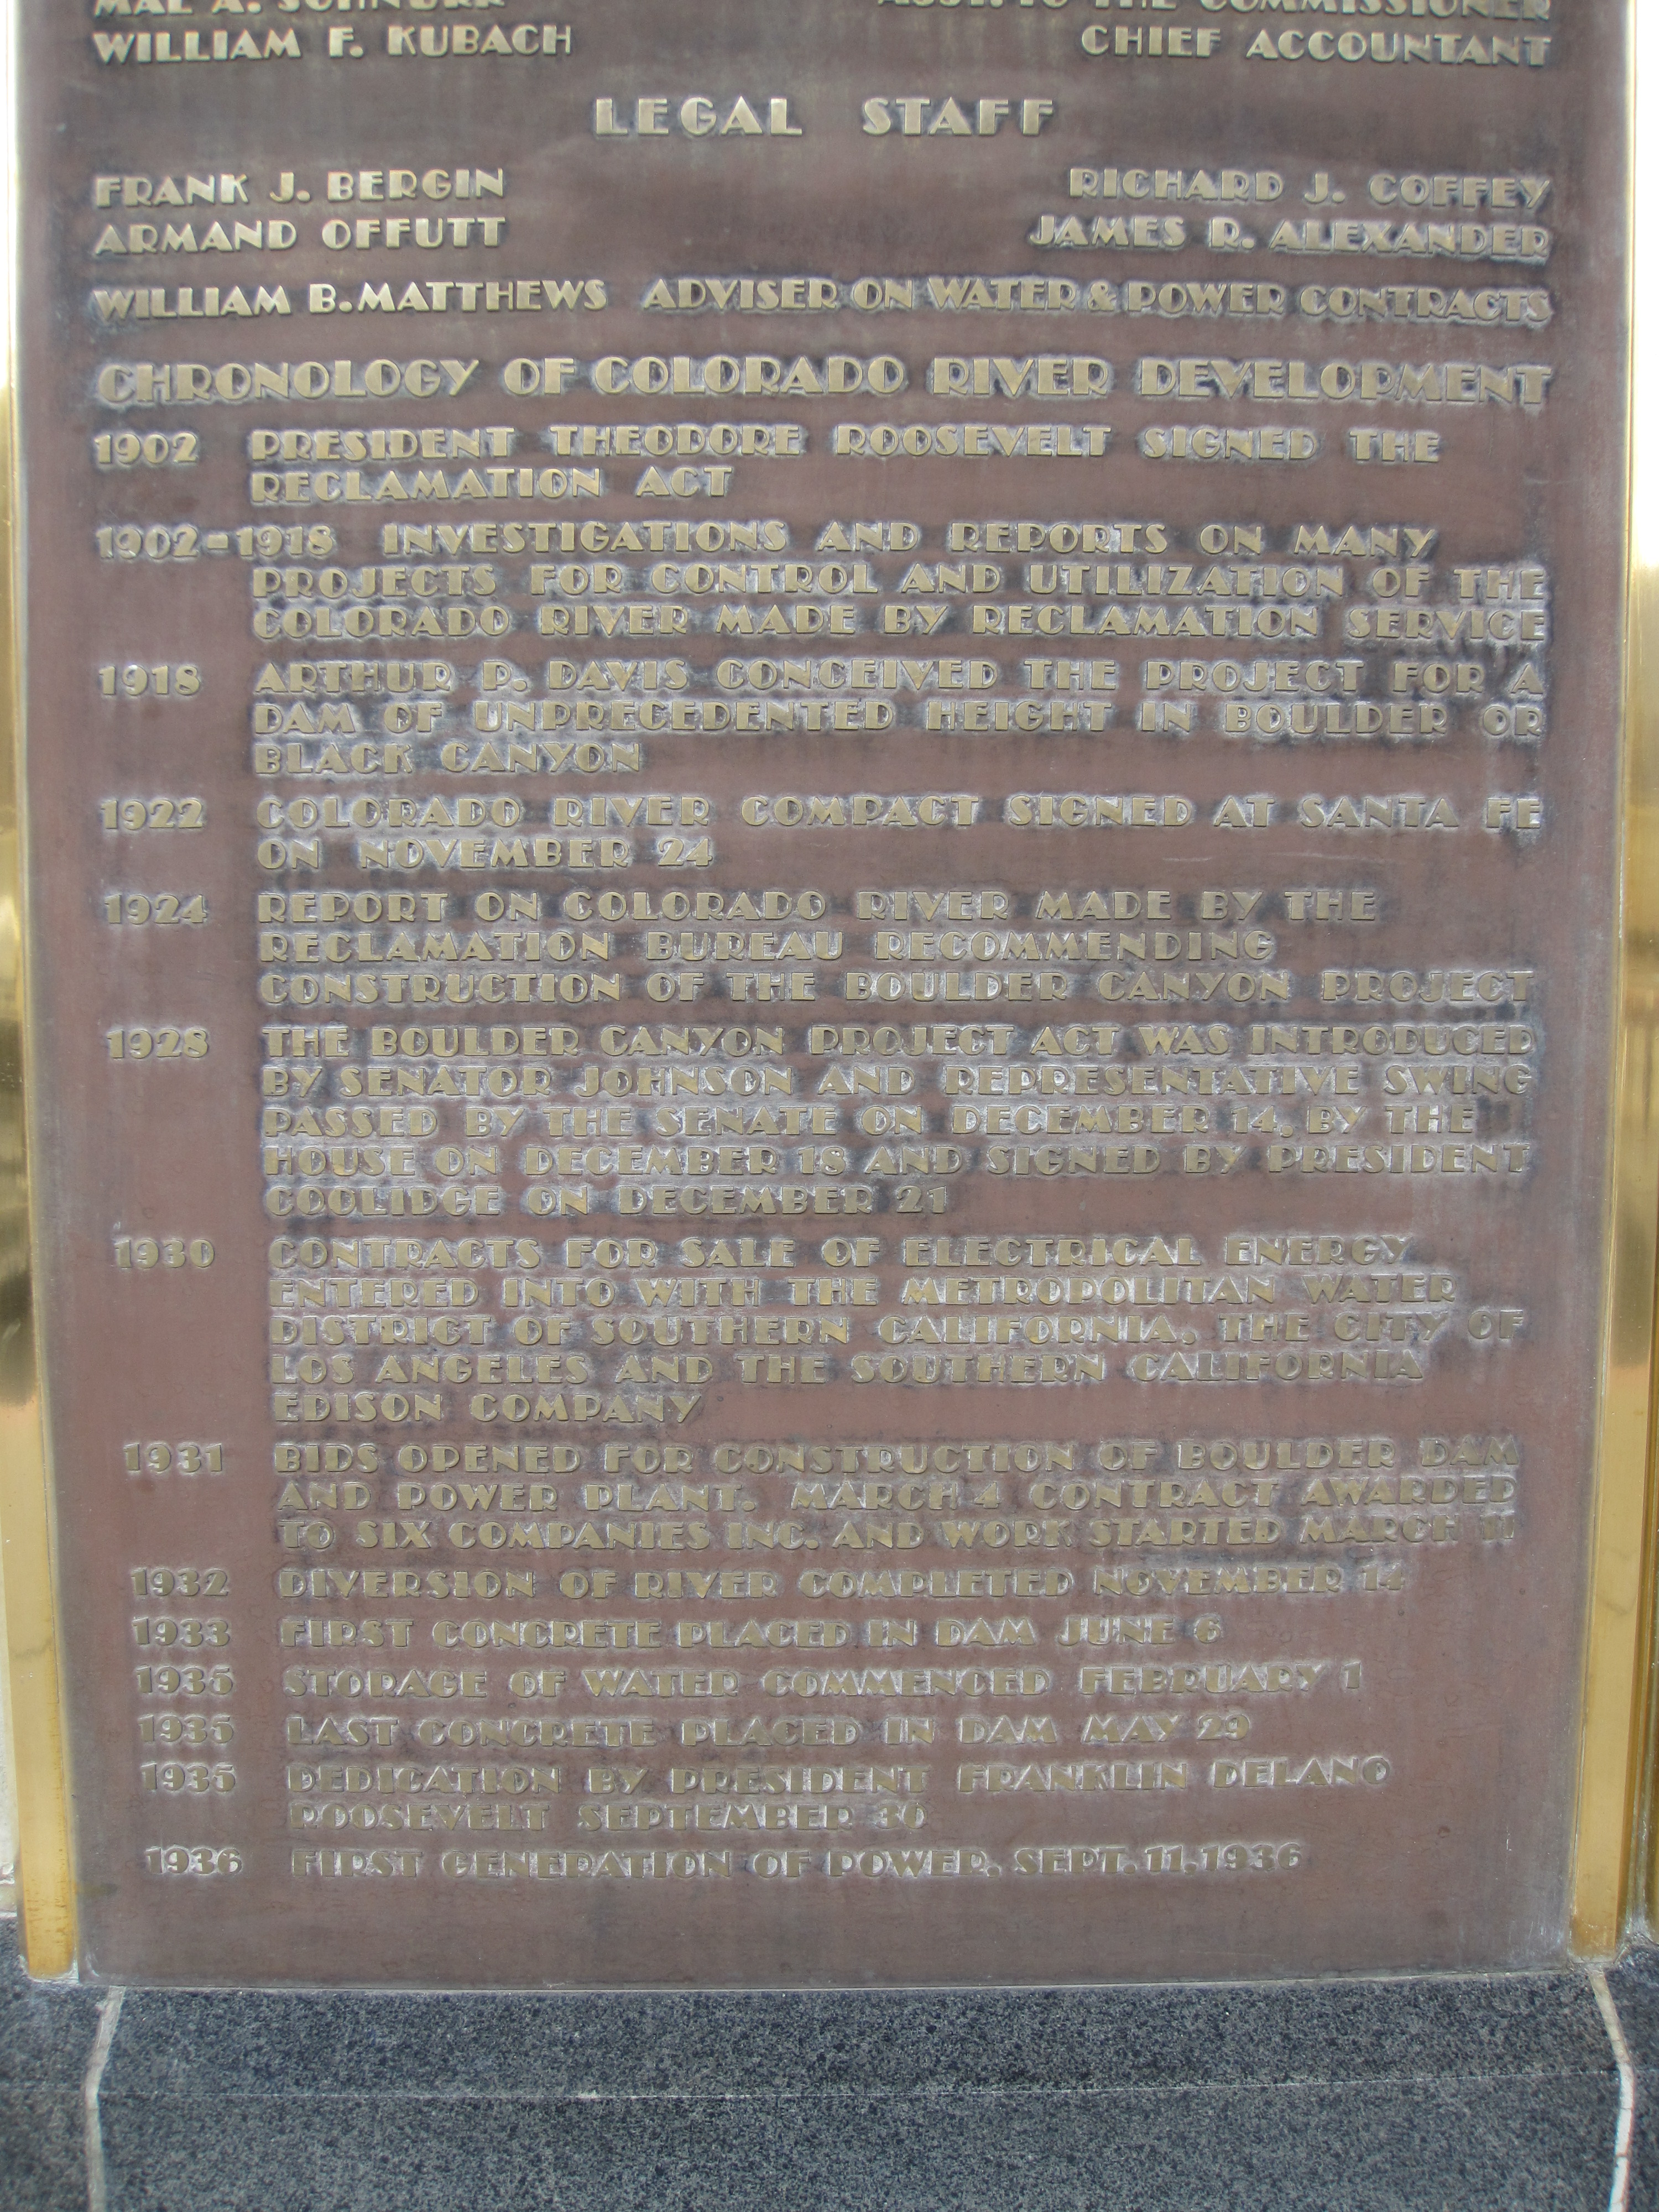 MAL A. SCHNURR ASST. TO THE COMMISSIONER
WILLIAM F. KUBACH CHIEF ACCOUNTANT
LEGAL STAFF
FRANK J. BERGIN RICHARD J. COFFEY
ARMAND OFFUTT JAMES R. ALEXANDER
WILLIAM B. MATTHEWS ADVISER ON WATER & POWER CONTRACTS
CHRONOLOGY OF COLORADO RIVER DEVELOPMENT
1902 PRESIDENT THEODORE ROOSEVELT SIGNED THE
RECLAMATION ACT
1902-1918 INVESTIGATIONS AND REPORTS ON MANY
PROJECTS FOR CONTROL AND UTILIZATION OF THE
COLORADO RIVER MADE BY RECLAMATION SERVICE
1918 ARTHUR P. DAVIS CONCEIVED THE PROJECT FOR A
DAM OF UNPRECEDENTED HEIGHT IN BOULDER OR
BLACK CANYON
1922 COLORADO RIVER COMPACT SIGNED AT SANTA FE
ON NOVEMBER 24
1924 REPORT ON COLORADO RIVER MADE BY THE
RECLAMATION BUREAU RECOMMENDING
CONSTRUCTION OF THE BOULDER CANYON PROJECT
1928 THE BOULDER CANYON PROJECT ACT WAS INTRODUCED
BY SENATOR JOHNSON AND REPRESENTATIVE SWING
PASSED BY THE SENATE ON DECEMBER 14, BY THE
HOUSE ON DECEMBER 18 AND SIGNED BY PRESIDENT
COOLIDGE ON DECEMBER 21
1930 CONTRACTS FOR SALE OF ELECTRICAL ENERGY
ENTERED INTO WITH THE METROPOLITAN WATER
DISTRICT OF SOUTHERN CALIFORNIA, THE CITY OF
LOS ANGELES AND THE SOUTHERN CALIFORNIA
EDISON COMPANY
1931 BIDS OPENED FOR CONSTRUCTION OF BOULDER DAM
AND POWER PLANT. MARCH 4 CONTRACT AWARDED
TO SIX COMPANIES INC. AND WORK STARTED MARCH 11
1932 DIVERSION OF RIVER COMPLETED NOVEMBER 14
1933 FIRST CONCRETE PLACED IN DAM JUNE 6
1935 STORAGE OF WATER COMMENCED FEBRUARY 1
1935 LAST CONCRETE PLACED IN DAM MAY 29
1935 DEDICATION BY PRESIDENT FRANKLIN DELANO
ROOSEVELT SEPTEMBER 30
1936 FIRST GENERATION OF POWER. SEPT. 11. 1936